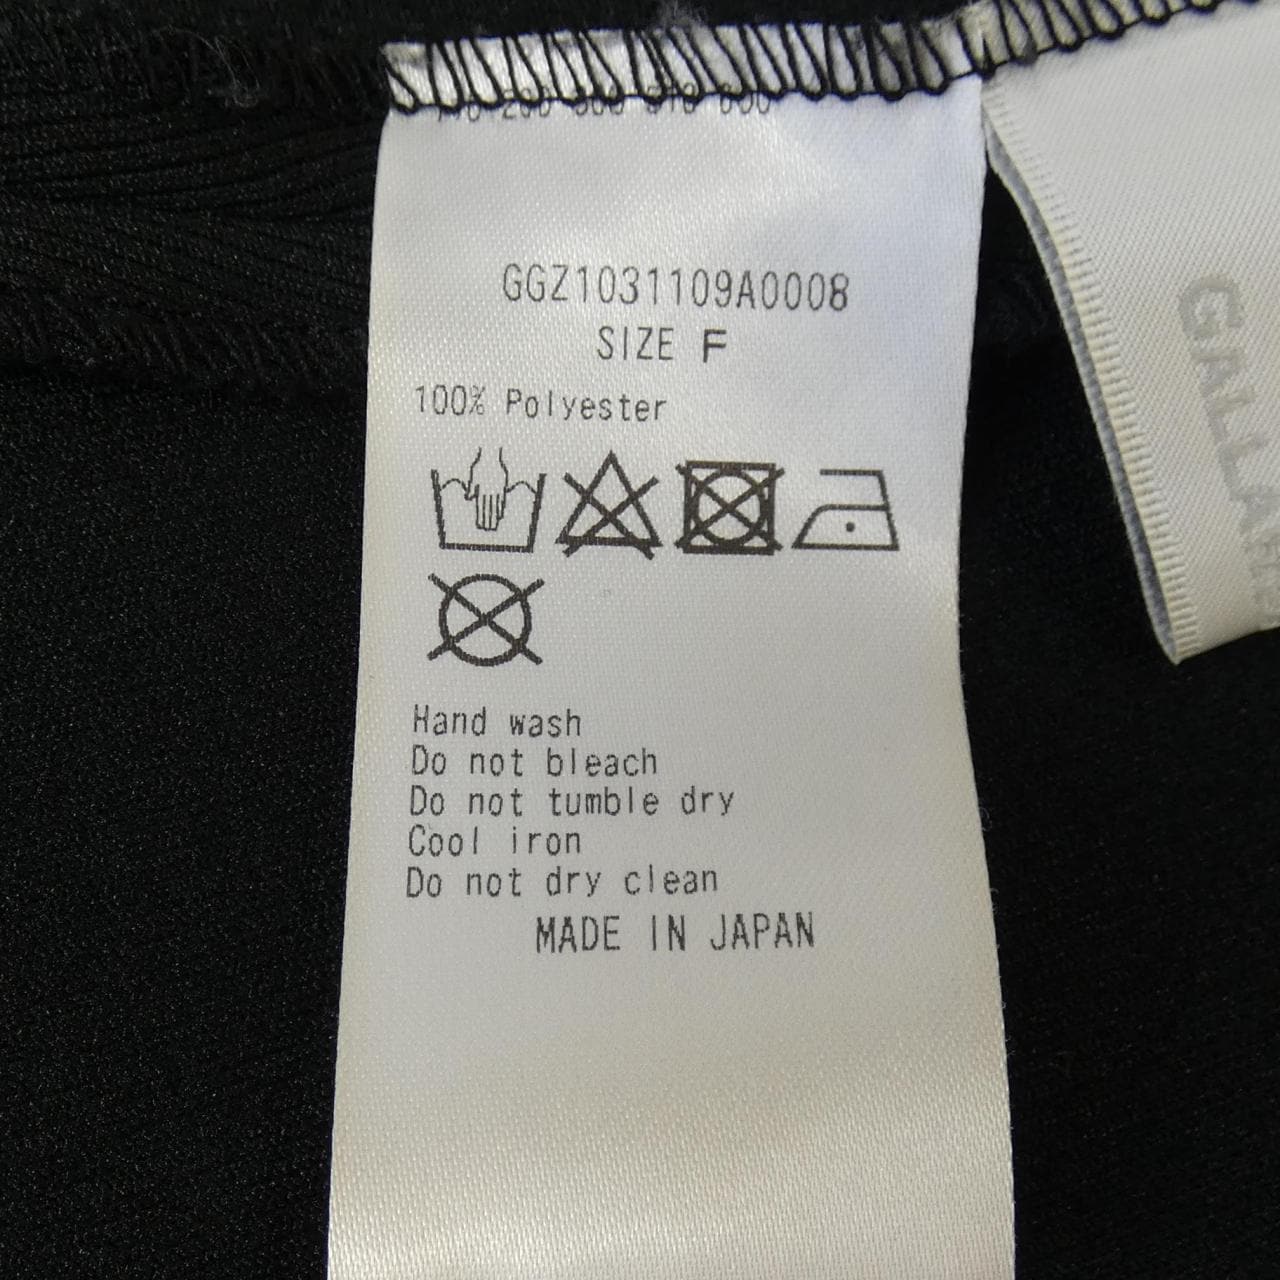 GGZ1031109A0008
SIZE F
100% Polyester
Hand wash
Do not bleach
Do not tumble dry
Cool iron
Do not dry clean
MADE IN JAPAN